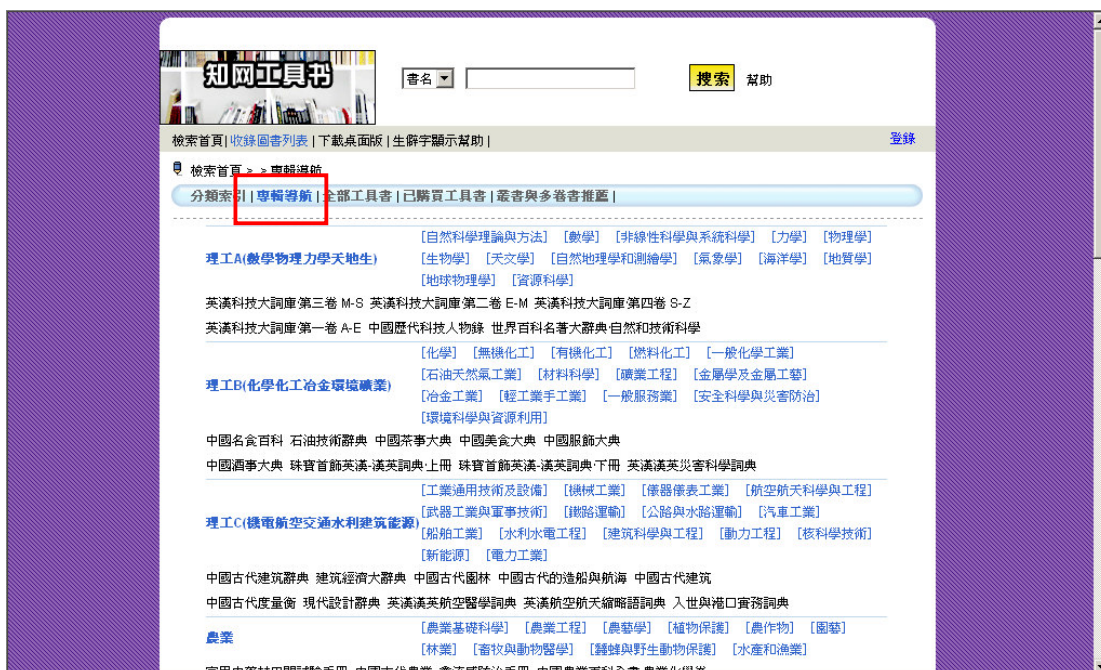 知网工具书
書名
搜索 幫助
檢索首頁| 收錄圖書列表 | 下載桌面版 | 生僻字顯示幫助 |
登錄
檢索首頁 > > 專輯導航
分類索引 | 專輯導航 | 全部工具書 | 已購買工具書 | 叢書與多卷書推薦 |
[自然科學理論與方法] [數學] [非線性科學與系統科學] [力學] [物理學]
理工A(數學物理力學天地生)
[生物學] [天文學] [自然地理學和測繪學] [氣象學] [海洋學] [地質學]
[地球物理學] [資源科學]
英漢科技大詞庫·第三卷 M-S 英漢科技大詞庫·第二卷 E-M 英漢科技大詞庫·第四卷 S-Z
英漢科技大詞庫·第一卷 A-E 中國歷代科技人物錄 世界百科名著大辭典·自然和技術科學
[化學] [無機化工] [有機化工] [燃料化工] [一般化學工業]
[石油天然氣工業] [材料科學] [礦業工程] [金屬學及金屬工藝]
理工B(化學化工冶金環境礦業)
[冶金工業] [輕工業手工業] [一般服務業] [安全科學與災害防治]
[環境科學與資源利用]
中國名食百科 石油技術辭典 中國茶事大典 中國美食大典 中國服飾大典
中國酒事大典 珠寶首飾英漢-漢英詞典·上冊 珠寶首飾英漢-漢英詞典·下冊 英漢漢英災害科學詞典
[工業通用技術及設備] [機械工業] [儀器儀表工業] [航空航天科學與工程]
[武器工業與軍事技術] [鐵路運輸] [公路與水路運輸] [汽車工業]
理工C(機電航空交通水利建筑能源)
[船舶工業] [水利水電工程] [建筑科學與工程] [動力工程] [核科學技術]
[新能源] [電力工業]
中國古代建筑辭典 建筑經濟大辭典 中國古代園林 中國古代的造船與航海 中國古代建筑
中國古代度量衡 現代設計辭典 英漢漢英航空醫學詞典 英漢航空航天縮略語詞典 入世與港口實務詞典
[農業基礎科學] [農業工程] [農藝學] [植物保護] [農作物] [園藝]
農業
[林業] [畜牧與動物醫學] [蠶蜂與野生動物保護] [水產和漁業]